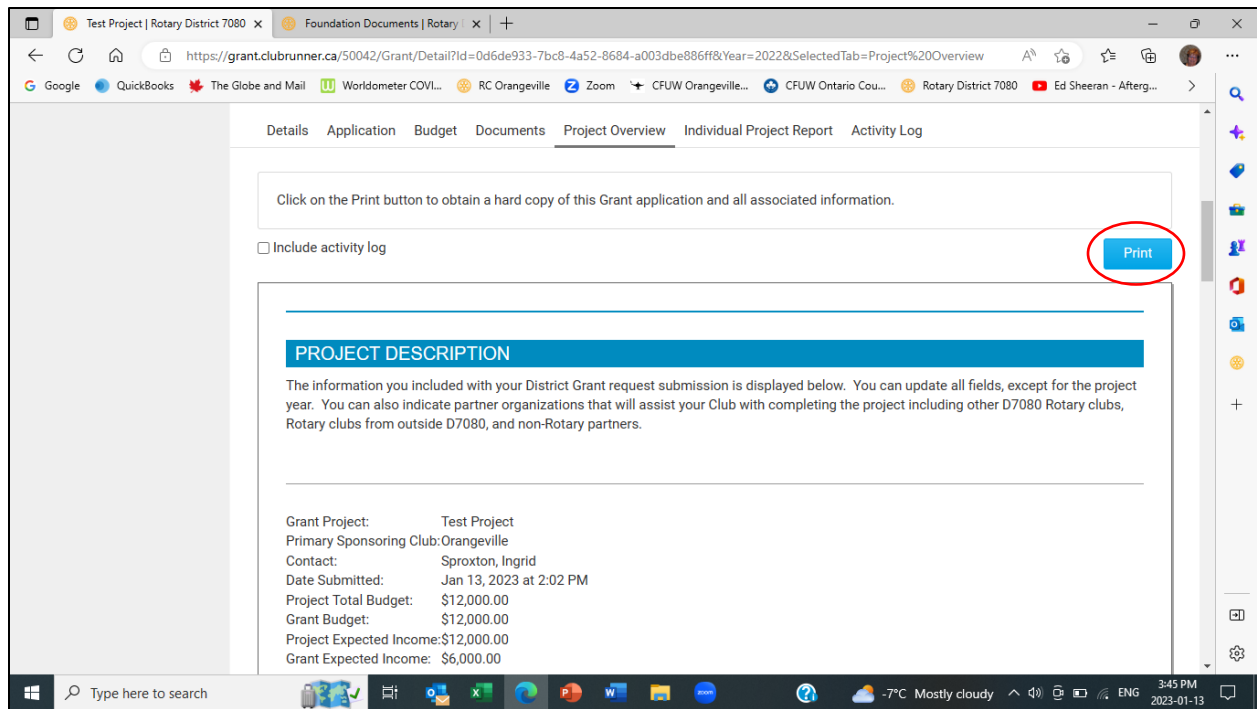 Test Project | Rotary District 7080
Foundation Documents | Rotary
https://grant.clubrunner.ca/50042/Grant/Detail?Id=0d6de933-7bc8-4a52-8684-a003dbe886ff&Year=2022&SelectedTab=Project%20Overview
Google QuickBooks The Globe and Mail Worldometer COVI... RC Orangeville Zoom CFUW Orangeville... CFUW Ontario Cou... Rotary District 7080 Ed Sheeran - Afterg...
Details Application Budget Documents Project Overview Individual Project Report Activity Log
Click on the Print button to obtain a hard copy of this Grant application and all associated information.
Include activity log
Print
PROJECT DESCRIPTION
The information you included with your District Grant request submission is displayed below. You can update all fields, except for the project
year. You can also indicate partner organizations that will assist your Club with completing the project including other D7080 Rotary clubs,
Rotary clubs from outside D7080, and non-Rotary partners.
Grant Project: Test Project
Primary Sponsoring Club: Orangeville
Contact: Sproxton, Ingrid
Date Submitted: Jan 13, 2023 at 2:02 PM
Project Total Budget: $12,000.00
Grant Budget: $12,000.00
Project Expected Income: $12,000.00
Grant Expected Income: $6,000.00
Type here to search
-7°C Mostly cloudy
ENG
3:45 PM
2023-01-13